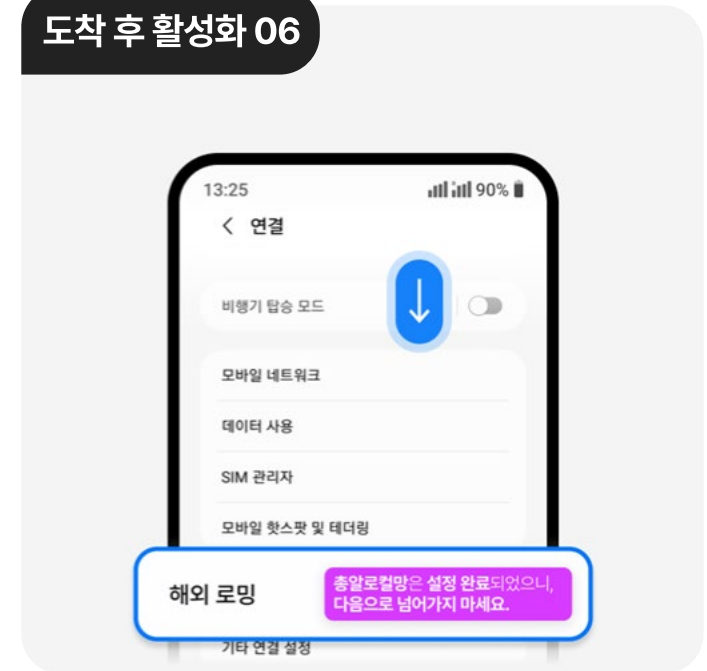 도착 후 활성화 06
13:25 90%
연결
비행기 탑승 모드
모바일 네트워크
데이터 사용
SIM 관리자
모바일 핫스팟 및 테더링
해외 로밍
총알로컬망은 설정 완료되었으니,
다음으로 넘어가지 마세요.
기타 연결 설정